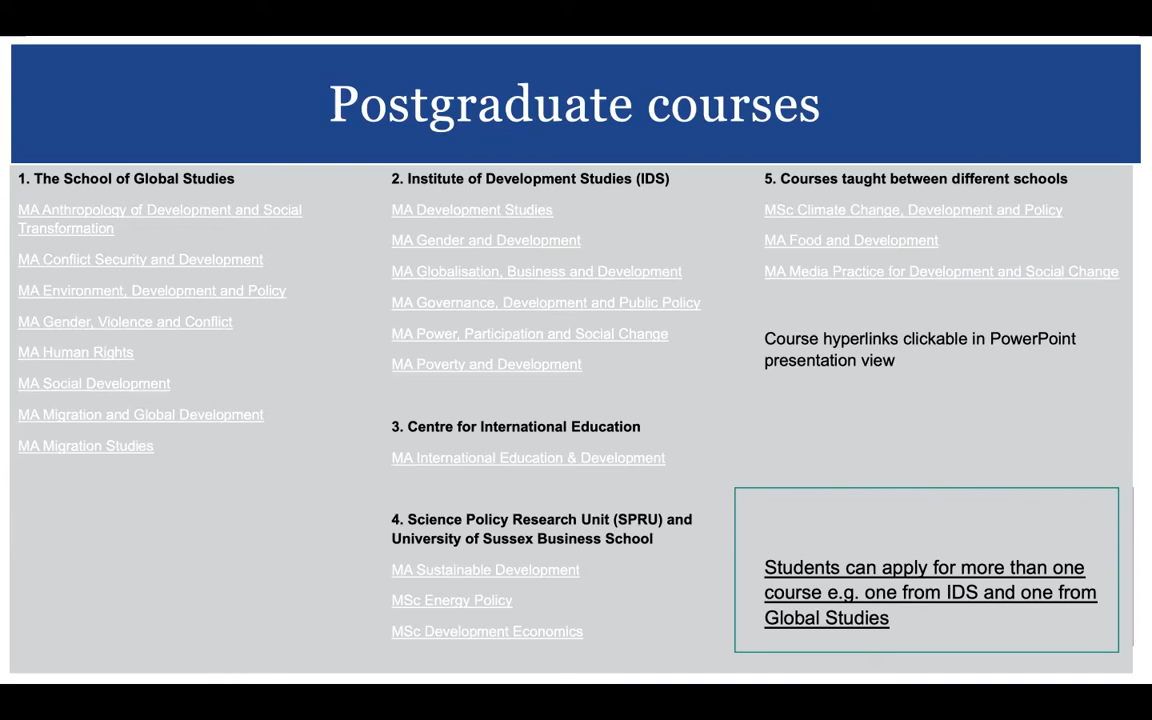 Postgraduate courses
1. The School of Global Studies
MA Anthropology of Development and Social
Transformation
MA Conflict Security and Development
MA Environment, Development and Policy
MA Gender, Violence and Conflict
MA Human Rights
MA Social Development
MA Migration and Global Development
MA Migration Studies
2. Institute of Development Studies (IDS)
MA Development Studies
MA Gender and Development
MA Globalisation, Business and Development
MA Governance, Development and Public Policy
MA Power, Participation and Social Change
MA Poverty and Development
3. Centre for International Education
MA International Education & Development
4. Science Policy Research Unit (SPRU) and
University of Sussex Business School
MA Sustainable Development
MSc Energy Policy
MSc Development Economics
5. Courses taught between different schools
MSc Climate Change, Development and Policy
MA Food and Development
MA Media Practice for Development and Social Change
Course hyperlinks clickable in PowerPoint
presentation view
Students can apply for more than one
course e.g. one from IDS and one from
Global Studies